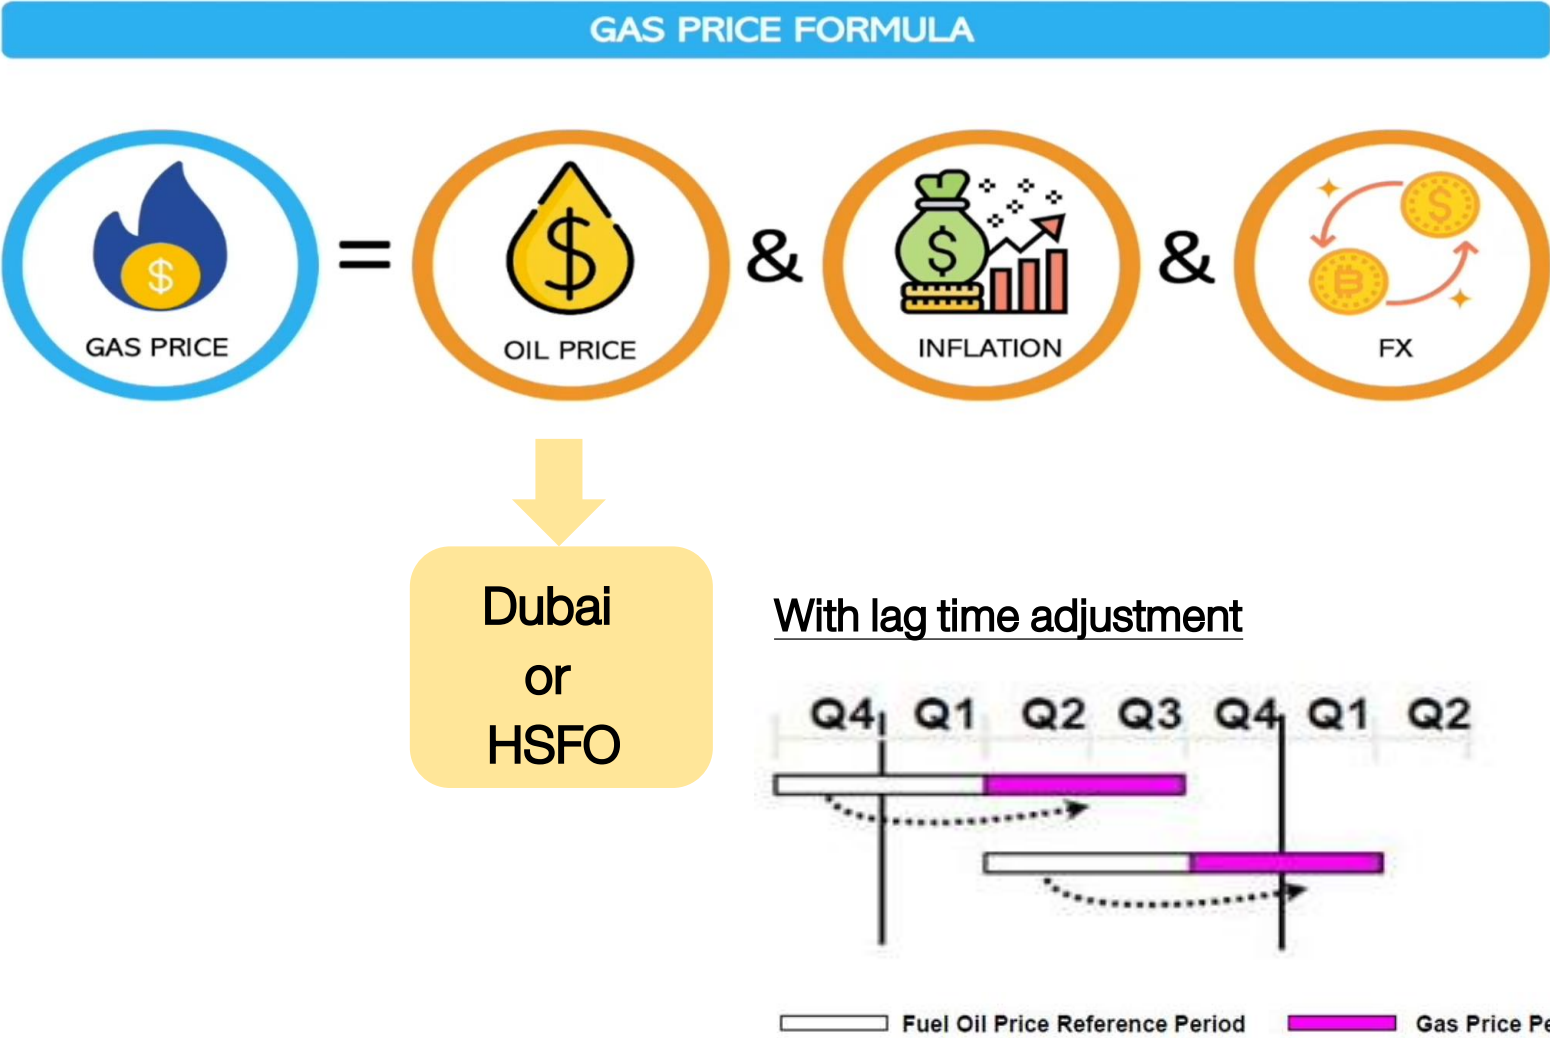 GAS PRICE FORMULA
GAS PRICE
=
OIL PRICE
&
INFLATION
&
FX
Dubai
or
HSFO
With lag time adjustment
Q4 Q1 Q2 Q3 Q4 Q1 Q2
Fuel Oil Price Reference Period
Gas Price Pe